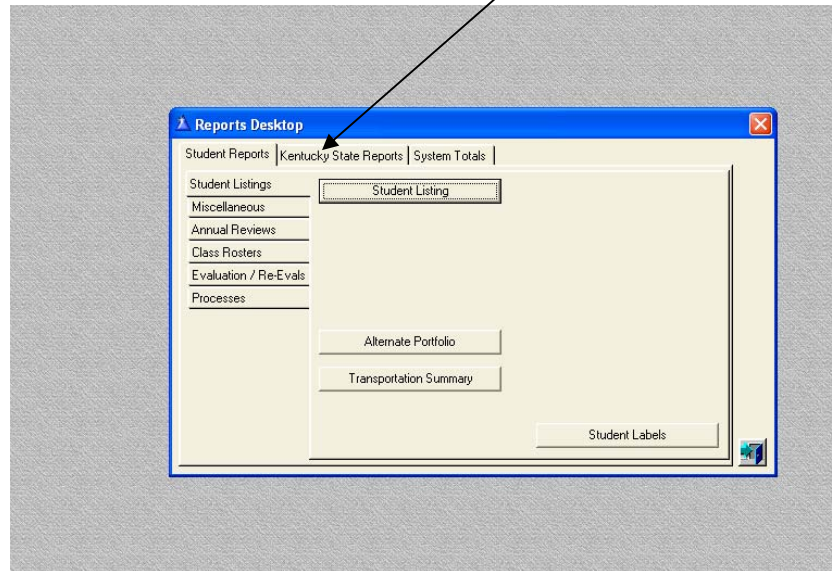 Reports Desktop
Student Reports Kentucky State Reports System Totals
Student Listings
Miscellaneous
Annual Reviews
Class Rosters
Evaluation / Re-Evals
Processes
Student Listing
Alternate Portfolio
Transportation Summary
Student Labels